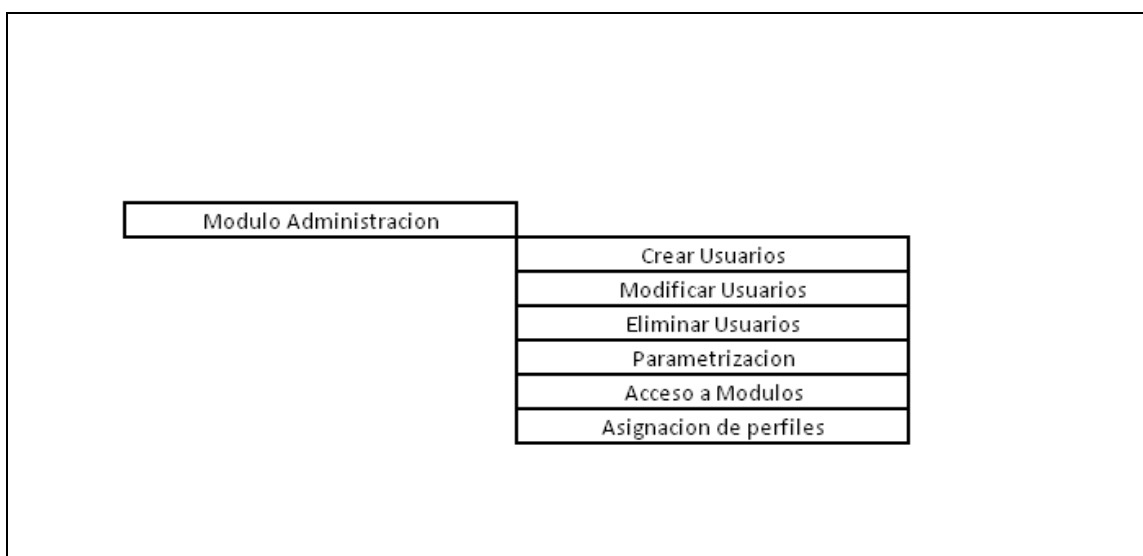 Modulo Administracion
Crear Usuarios
Modificar Usuarios
Eliminar Usuarios
Parametrizacion
Acceso a Modulos
Asignacion de perfiles